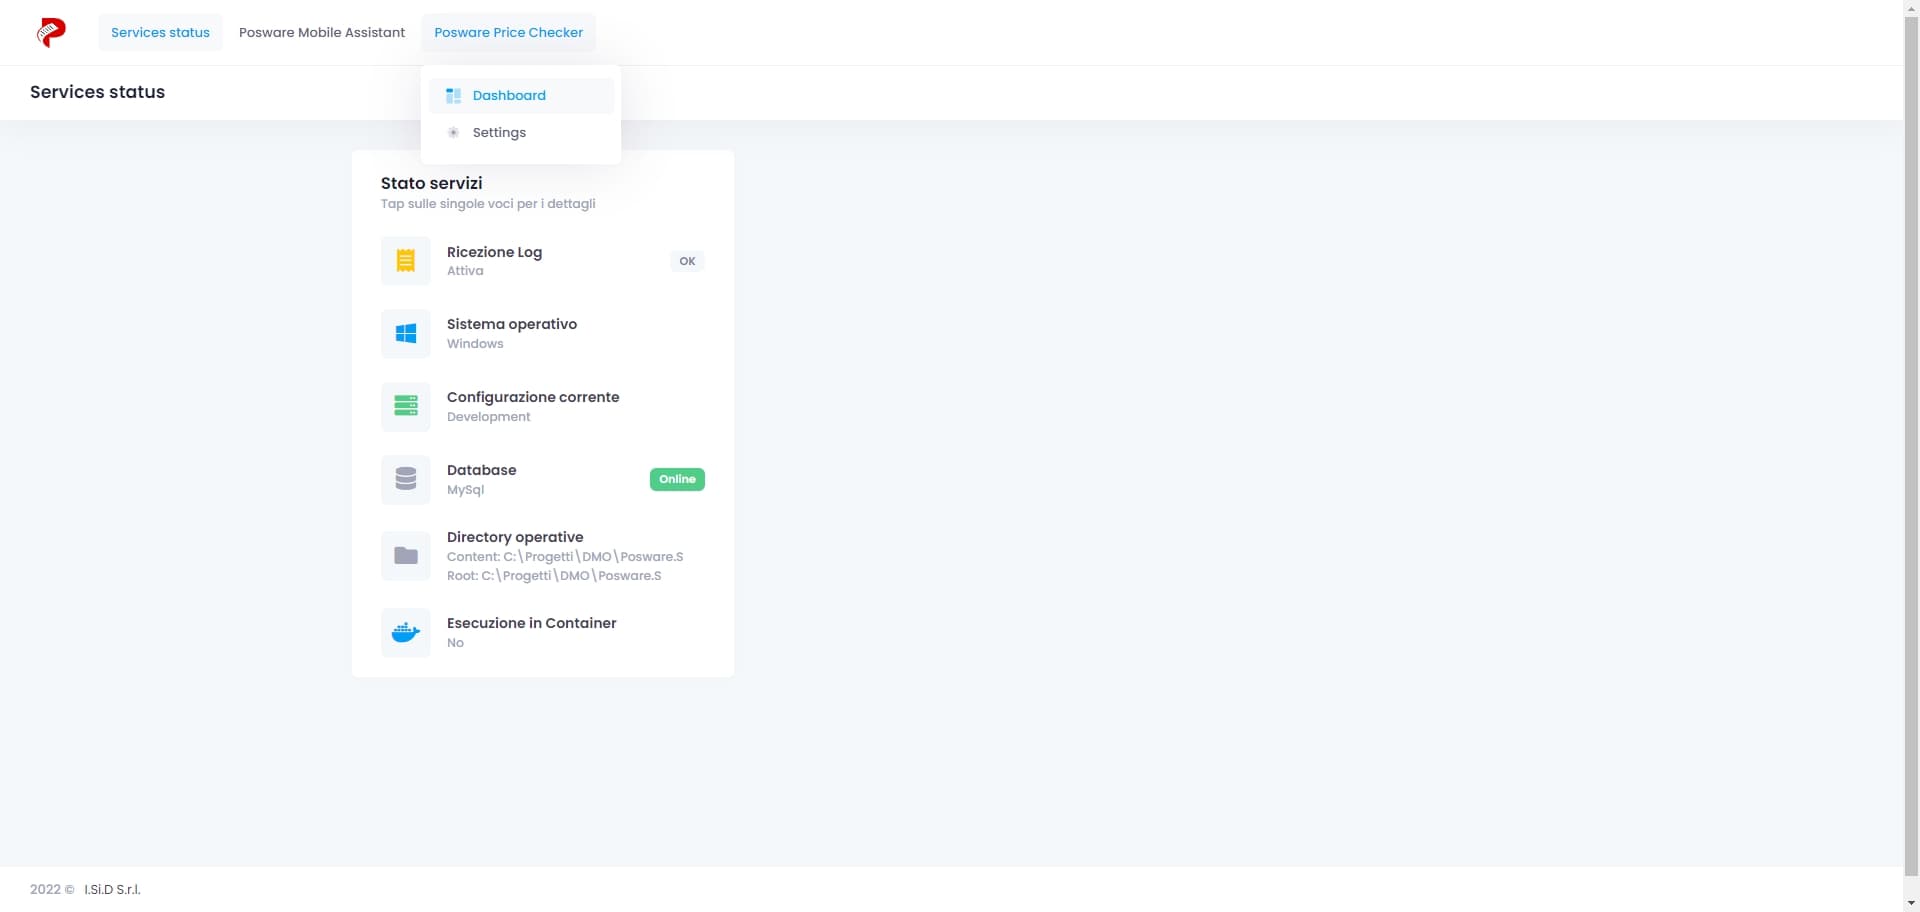 Services status
Posware Mobile Assistant
Posware Price Checker
Services status
Dashboard
Settings
Stato servizi
Tap sulle singole voci per i dettagli
Ricezione Log
Attiva
OK
Sistema operativo
Windows
Configurazione corrente
Development
Database
MySql
Online
Directory operative
Content: C:\Progetti\DMO\Posware.S
Root: C:\Progetti\DMO\Posware.S
Esecuzione in Container
No
2022 © I.Si.D S.r.l.